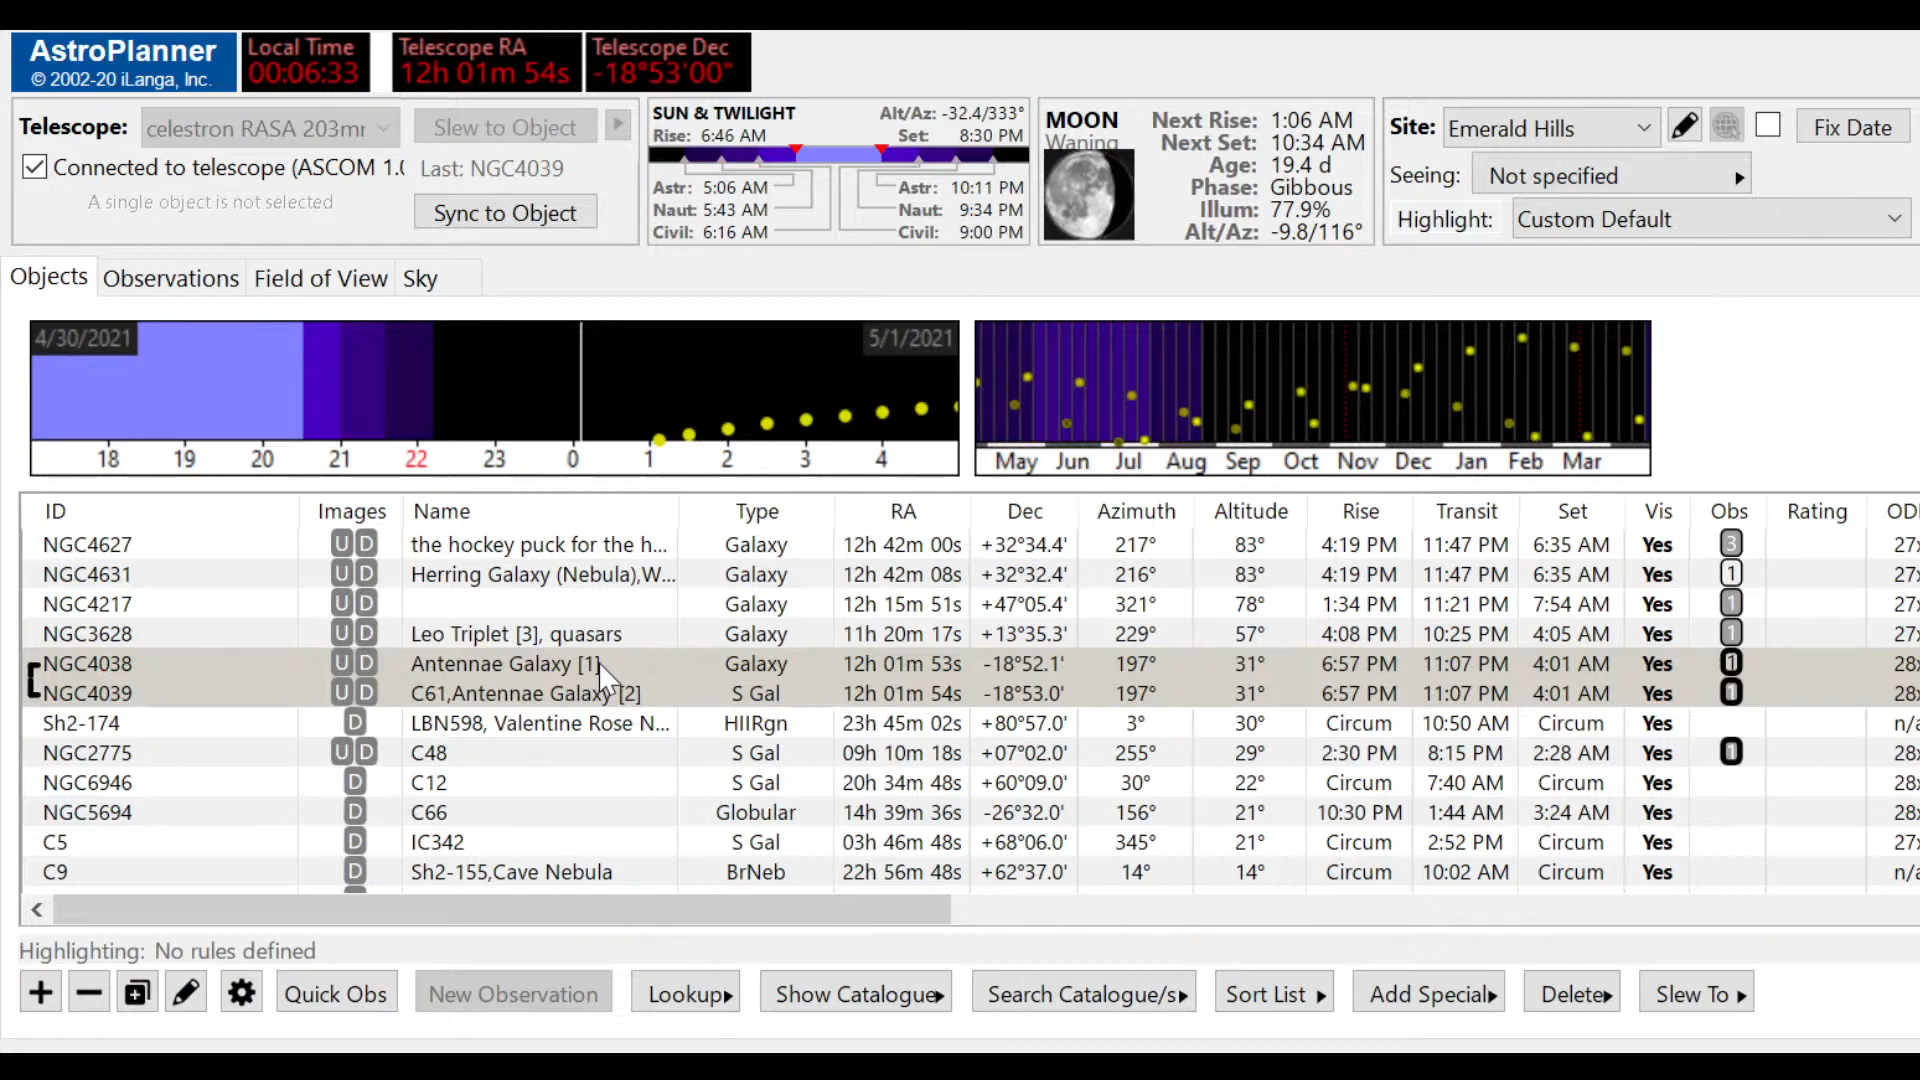 AstroPlanner
© 2002-20 iLanga, Inc.
Local Time
00:06:33
Telescope RA
12h 01m 54s
Telescope Dec
-18°53'00"
Telescope: celestron RASA 203mr
Slew to Object
Connected to telescope (ASCOM 1.0
Last: NGC4039
A single object is not selected
Sync to Object
SUN & TWILIGHT Alt/Az: -32.4/333°
Rise: 6:46 AM Set: 8:30 PM
Astr: 5:06 AM Astr: 10:11 PM
Naut: 5:43 AM Naut: 9:34 PM
Civil: 6:16 AM Civil: 9:00 PM
MOON
Waning
Next Rise: 1:06 AM
Next Set: 10:34 AM
Age: 19.4 d
Phase: Gibbous
Illum: 77.9%
Alt/Az: -9.8/116°
Site: Emerald Hills Fix Date
Seeing: Not specified
Highlight: Custom Default
Objects Observations Field of View Sky
4/30/2021 5/1/2021
18 19 20 21 22 23 0 1 2 3 4
May Jun Jul Aug Sep Oct Nov Dec Jan Feb Mar
ID Images Name Type RA Dec Azimuth Altitude Rise Transit Set Vis Obs Rating
NGC4627 U D the hockey puck for the h... Galaxy 12h 42m 00s +32°34.4' 217° 83° 4:19 PM 11:47 PM 6:35 AM Yes 3 27
NGC4631 U D Herring Galaxy (Nebula),W... Galaxy 12h 42m 08s +32°32.4' 216° 83° 4:19 PM 11:47 PM 6:35 AM Yes 1 27
NGC4217 U D Galaxy 12h 15m 51s +47°05.4' 321° 78° 1:34 PM 11:21 PM 7:54 AM Yes 1 27
NGC3628 U D Leo Triplet [3], quasars Galaxy 11h 20m 17s +13°35.3' 229° 57° 4:08 PM 10:25 PM 4:05 AM Yes 1 27
NGC4038 U D Antennae Galaxy [1] Galaxy 12h 01m 53s -18°52.1' 197° 31° 6:57 PM 11:07 PM 4:01 AM Yes 1 28
NGC4039 U D C61,Antennae Galaxy [2] S Gal 12h 01m 54s -18°53.0' 197° 31° 6:57 PM 11:07 PM 4:01 AM Yes 1 28
Sh2-174 D LBN598, Valentine Rose N... HIIRgn 23h 45m 02s +80°57.0' 3° 30° Circum 10:50 AM Circum Yes n/a
NGC2775 U D C48 S Gal 09h 10m 18s +07°02.0' 255° 29° 2:30 PM 8:15 PM 2:28 AM Yes 1 28
NGC6946 D C12 S Gal 20h 34m 48s +60°09.0' 30° 22° Circum 7:40 AM Circum Yes 28
NGC5694 D C66 Globular 14h 39m 36s -26°32.0' 156° 21° 10:30 PM 1:44 AM 3:24 AM Yes 28
C5 D IC342 S Gal 03h 46m 48s +68°06.0' 345° 21° Circum 2:52 PM Circum Yes 27
C9 D Sh2-155,Cave Nebula BrNeb 22h 56m 48s +62°37.0' 14° 14° Circum 10:02 AM Circum Yes n/a
Highlighting: No rules defined
Quick Obs New Observation Lookup Show Catalogue Search Catalogue/s Sort List Add Special Delete Slew To